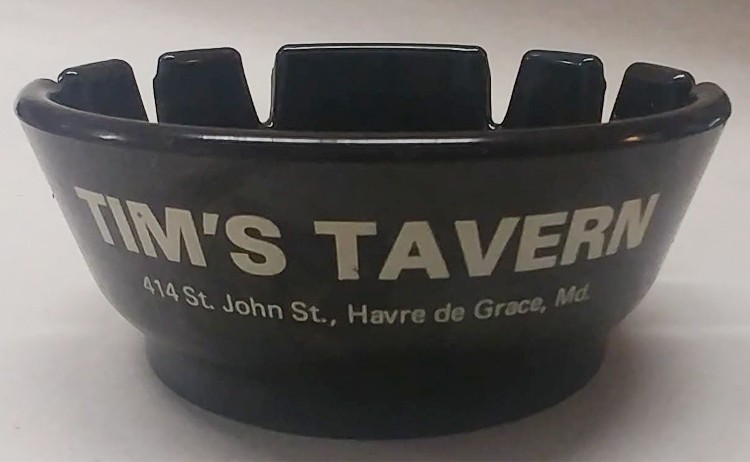 TIM'S TAVERN
414 St. John St., Havre de Grace, Md.